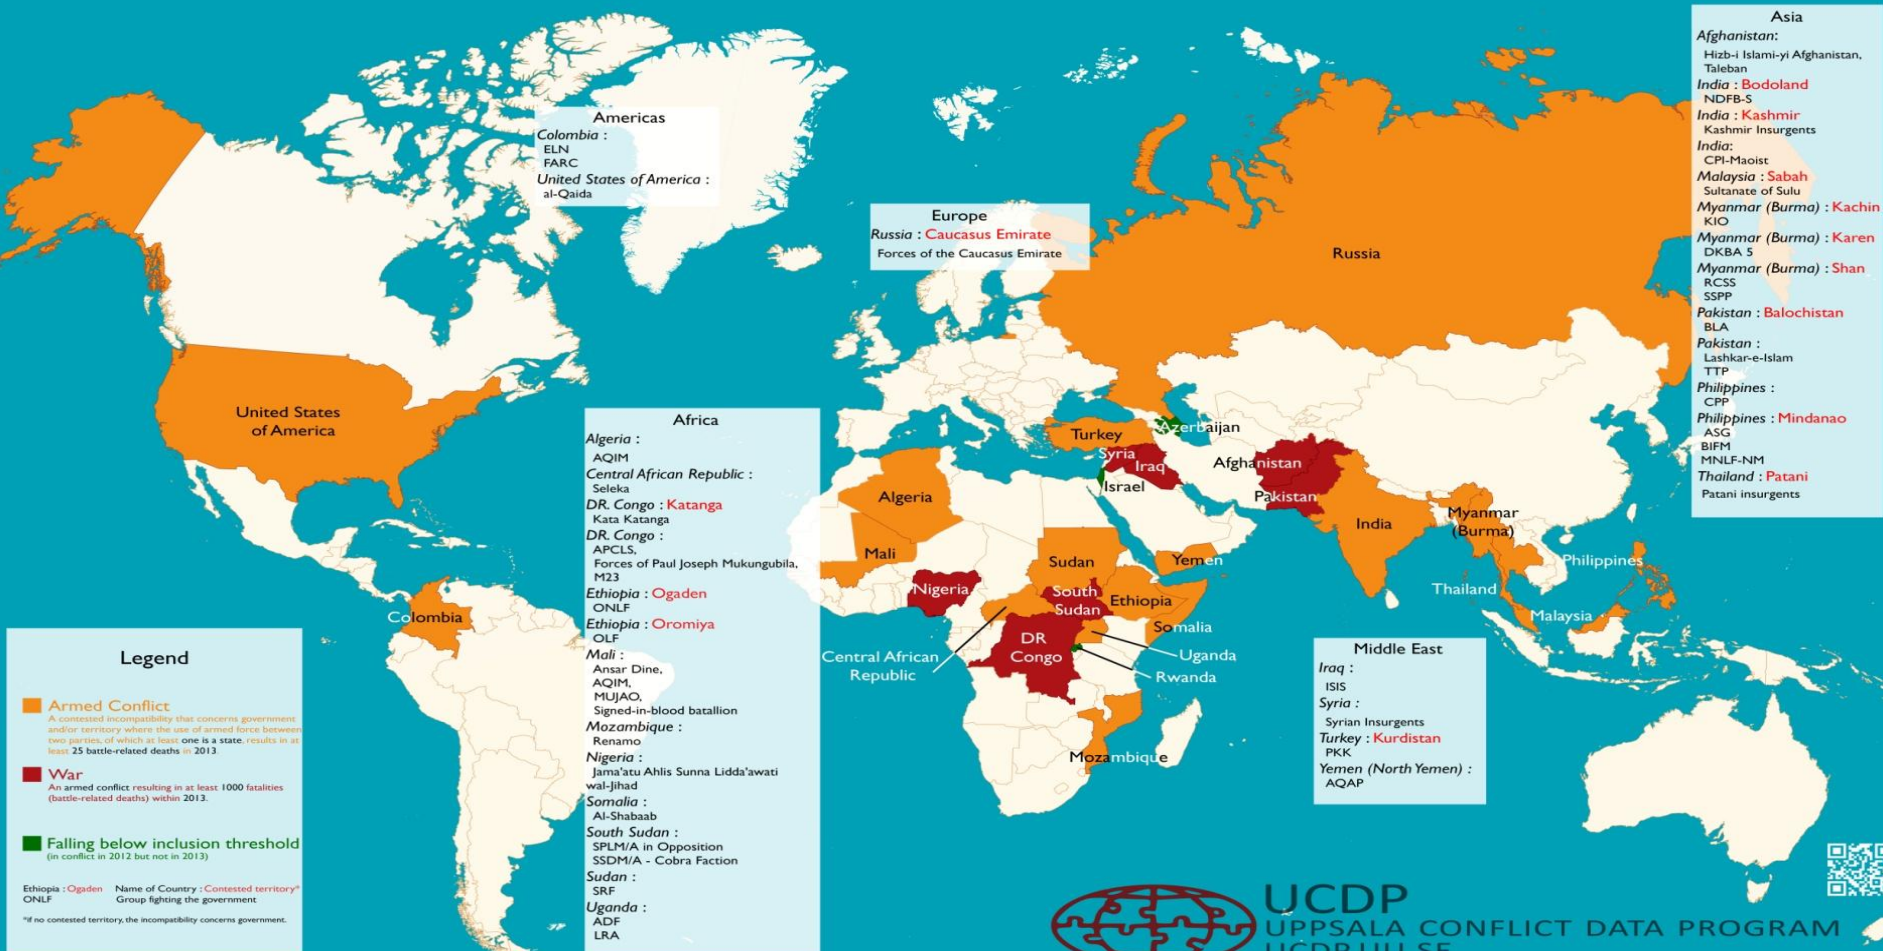 Americas
Colombia :
ELN
FARC
United States of America :
al-Qaida
Europe
Russia : Caucasus Emirate
Forces of the Caucasus Emirate
Asia
Afghanistan:
Hizb-i Islami-yi Afghanistan,
Taleban
India : Bodoland
NDFB-S
India : Kashmir
Kashmir Insurgents
India:
CPI-Maoist
Malaysia : Sabah
Sultanate of Sulu
Myanmar (Burma) : Kachin
KIO
Myanmar (Burma) : Karen
DKBA 5
Myanmar (Burma) : Shan
RCSS
SSPP
Pakistan : Balochistan
BLA
Pakistan :
Lashkar-e-Islam
TTP
Philippines :
CPP
Philippines : Mindanao
ASG
BIFM
MNLF-NM
Thailand : Patani
Patani insurgents
Africa
Algeria :
AQIM
Central African Republic :
Seleka
DR. Congo : Katanga
Kata Katanga
DR. Congo :
APCLS,
Forces of Paul Joseph Mukungubila,
M23
Ethiopia : Ogaden
ONLF
Ethiopia : Oromiya
OLF
Mali :
Ansar Dine,
AQIM,
MUJAO,
Signed-in-blood batallion
Mozambique :
Renamo
Nigeria :
Jama'atu Ahlis Sunna Lidda'awati
wal-Jihad
Somalia :
Al-Shabaab
South Sudan :
SPLM/A in Opposition
SSDM/A - Cobra Faction
Sudan :
SRF
Uganda :
ADF
LRA
Middle East
Iraq :
ISIS
Syria :
Syrian Insurgents
Turkey : Kurdistan
PKK
Yemen (North Yemen) :
AQAP
United States
of America
Colombia
Russia
Turkey
Azerbaijan
Syria
Iraq
Israel
Afghanistan
Pakistan
India
Myanmar
(Burma)
Philippines
Thailand
Malaysia
Algeria
Mali
Nigeria
Sudan
South
Sudan
Yemen
Ethiopia
Somalia
DR
Congo
Central African
Republic
Uganda
Rwanda
Mozambique
Legend
Armed Conflict
A contested incompatibility that concerns government
and/or territory where the use of armed force between
two parties, of which at least one is a state, results in at
least 25 battle-related deaths in 2013.
War
An armed conflict resulting in at least 1000 fatalities
(battle-related deaths) within 2013.
Falling below inclusion threshold
(in conflict in 2012 but not in 2013)
Ethiopia : Ogaden Name of Country : Contested territory*
ONLF Group fighting the government
*if no contested territory, the incompatibility concerns government.
UCDP
UPPSALA CONFLICT DATA PROGRAM
UCDP.UU.SE